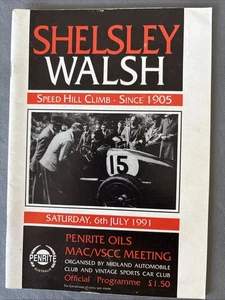 SHELSLEY
WALSH
SPEED HILL CLIMB - SINCE 1905
15
SATURDAY, 6th JULY 1991
PENRITE OILS
MAC/VSCC MEETING
ORGANISED BY MIDLAND AUTOMOBILE
CLUB AND VINTAGE SPORTS CAR CLUB
Official Programme £1.50
PENRITE